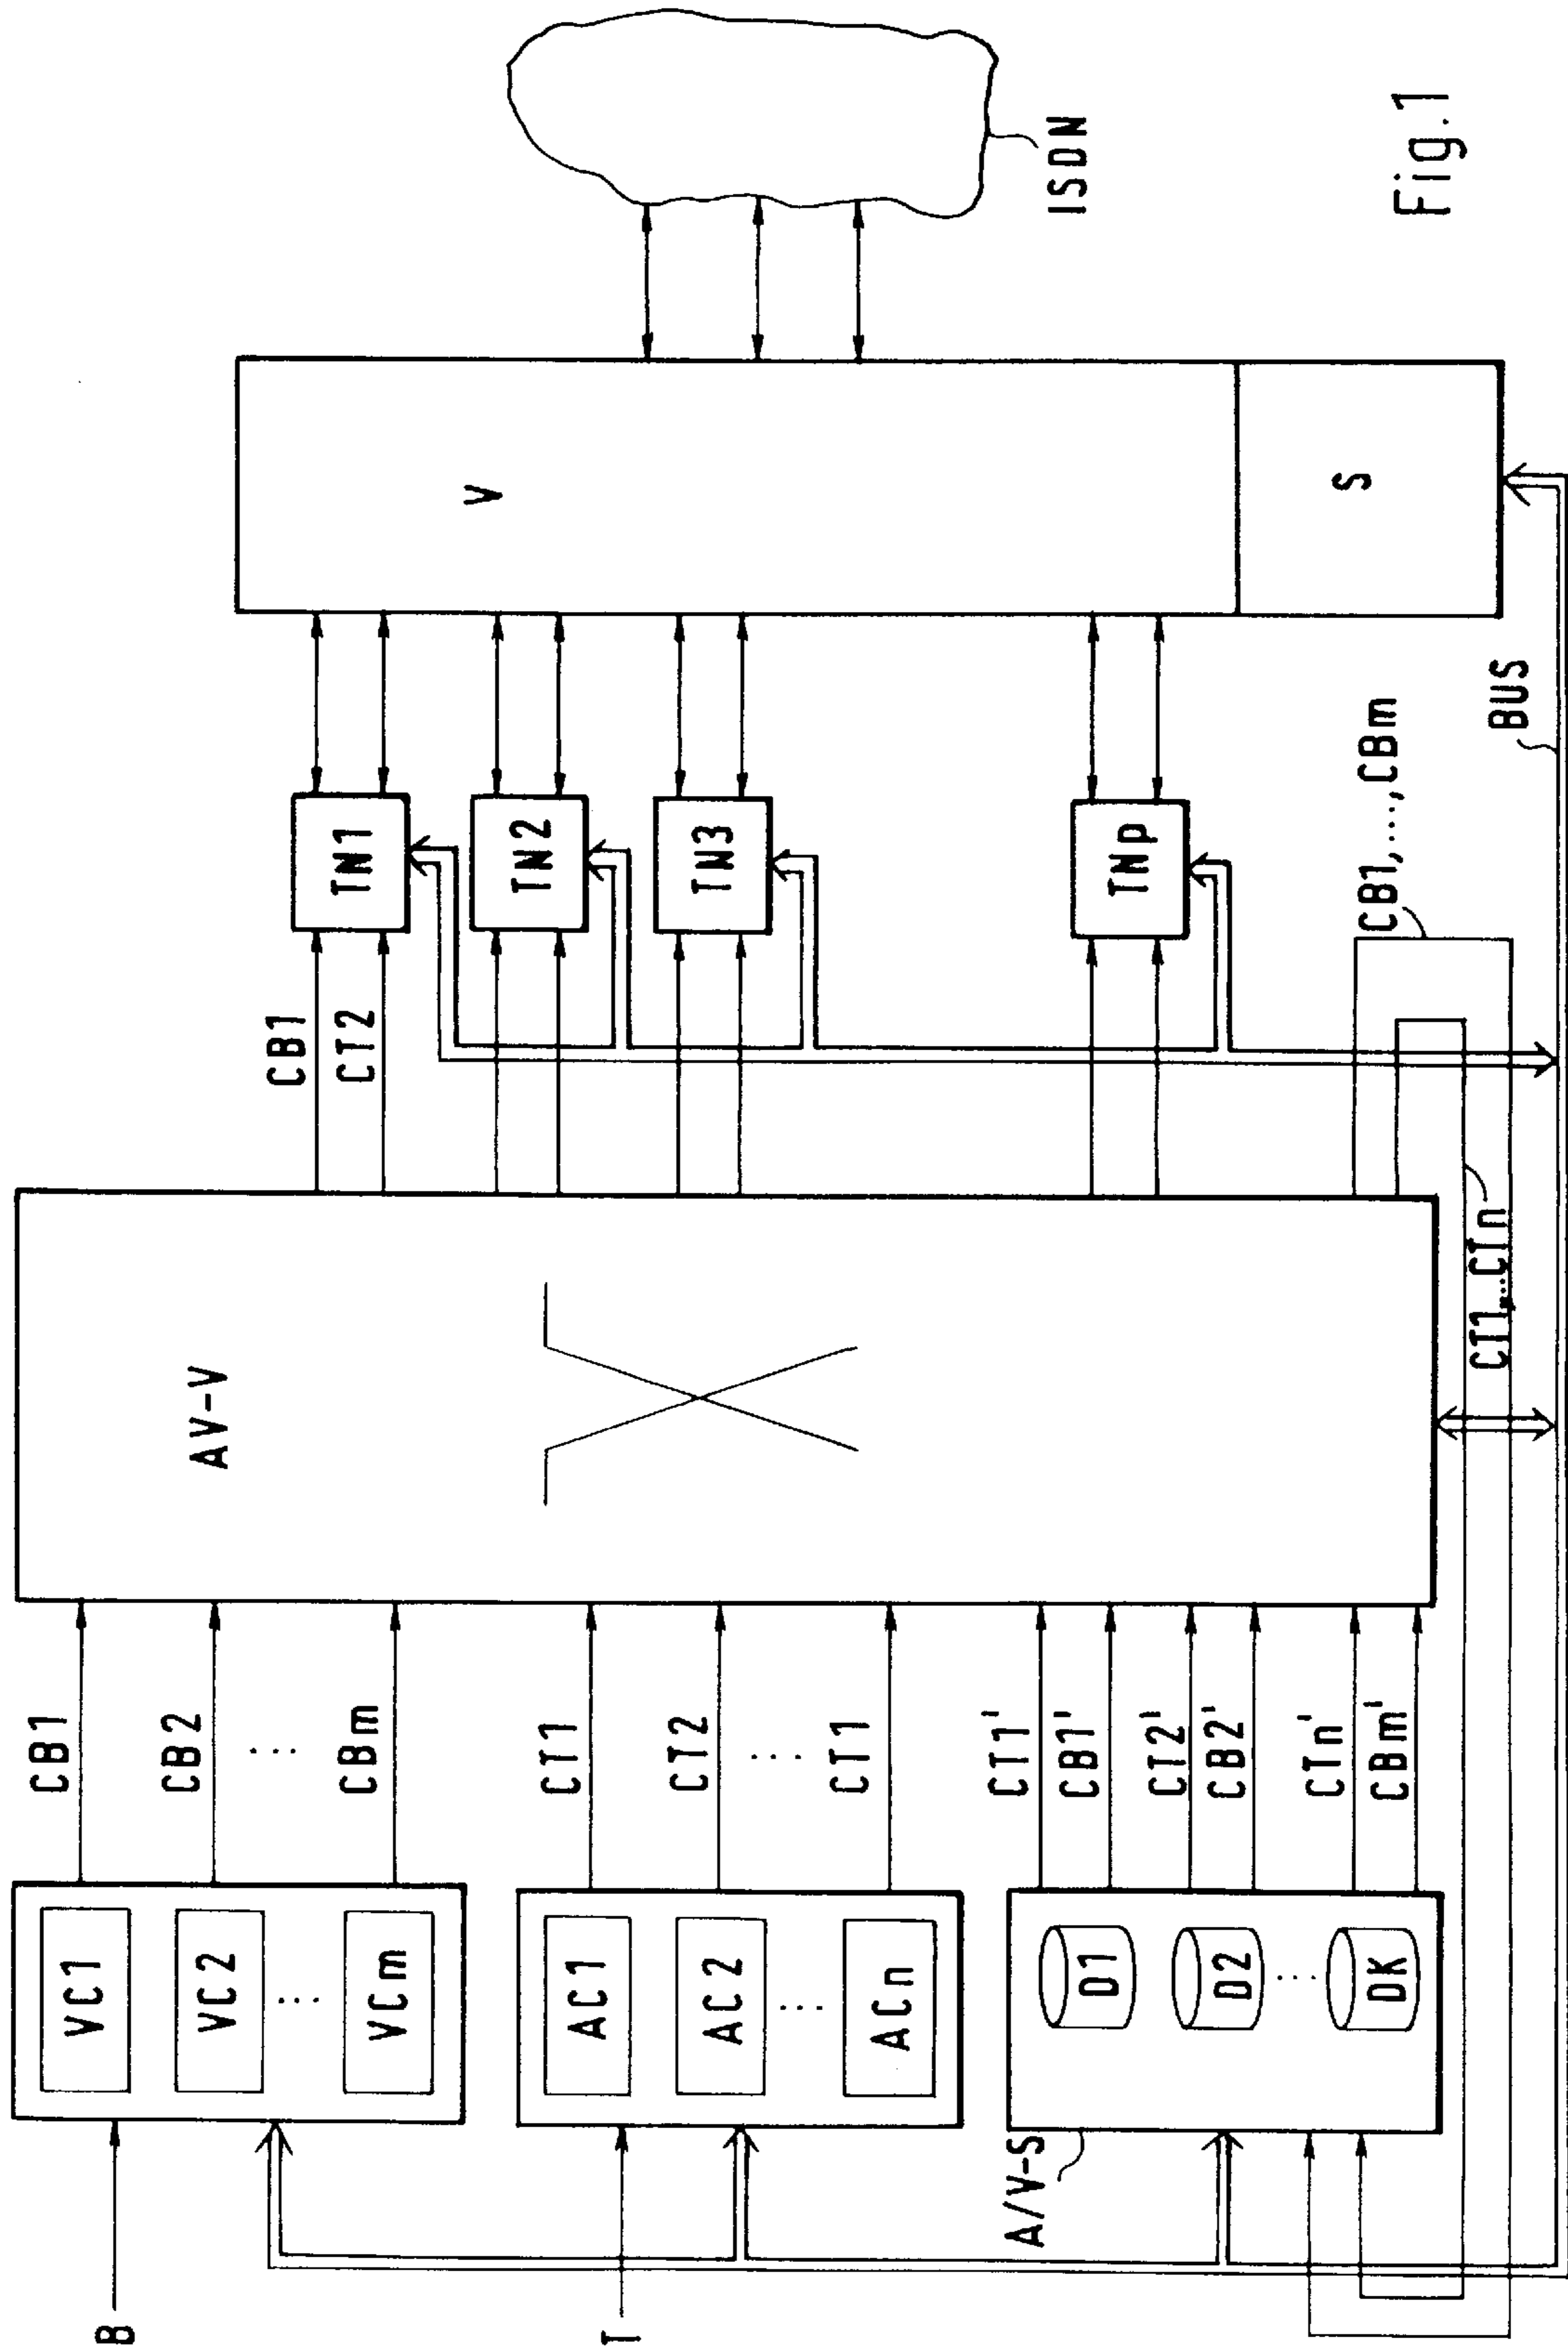 B
VC1
VC2
...
VCm
CB1
CB2
...
CBm
T
AC1
AC2
...
ACn
CT1
CT2
...
CT1
A/V-S
D1
D2
...
DK
CT1'
CB1'
CT2'
CB2'
CTn'
CBm'
AV-V
CB1
CT2
TN1
TN2
TN3
TNp
CB1,...,CBm
CT1...CTn
BUS
V
S
ISDN
Fig.1